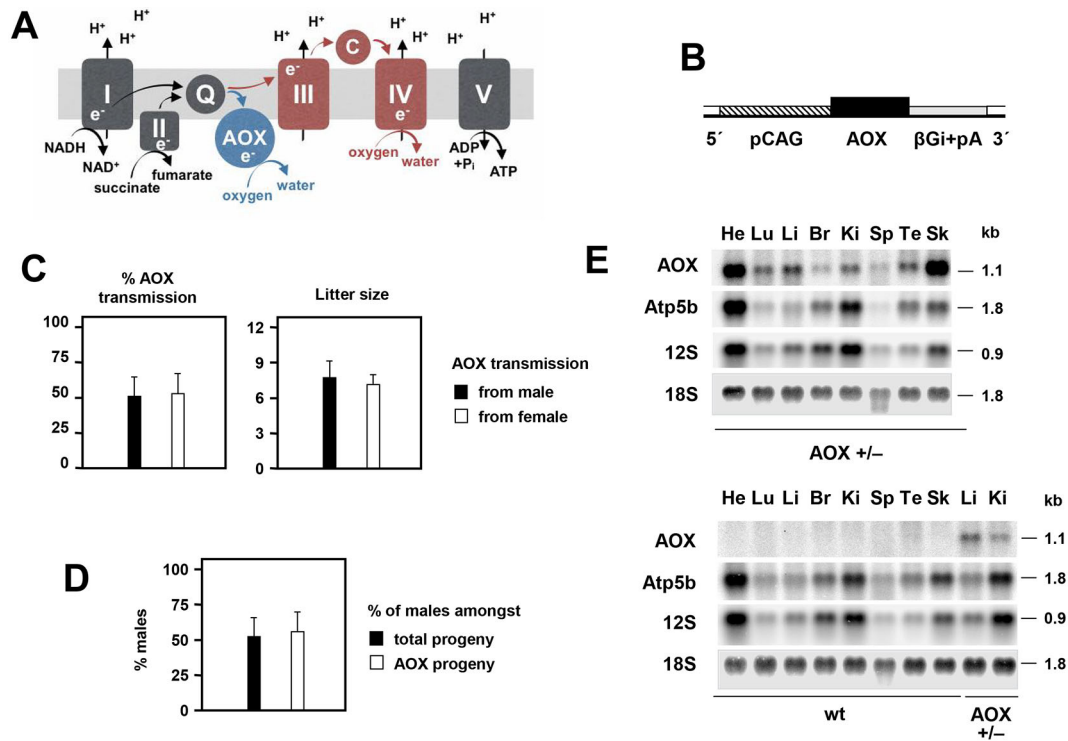 A
H⁺ H⁺ H⁺ H⁺ H⁺ H⁺ H⁺ H⁺ H⁺
C
I Q III IV V
e⁻ e⁻ e⁻
II
e⁻
AOX
e⁻
NADH
NAD⁺
succinate
fumarate
oxygen
water
oxygen
water
ADP
+Pᵢ
ATP
B
5´ pCAG AOX βGi+pA 3´
C
% AOX
transmission
100
75
50
25
0
Litter size
12
9
6
3
0
AOX transmission
from male
from female
D
% males
100
75
50
25
0
% of males amongst
total progeny
AOX progeny
E
He Lu Li Br Ki Sp Te Sk kb
AOX 1.1
Atp5b 1.8
12S 0.9
18S 1.8
AOX +/–
He Lu Li Br Ki Sp Te Sk Li Ki kb
AOX 1.1
Atp5b 1.8
12S 0.9
18S 1.8
wt AOX
+/–